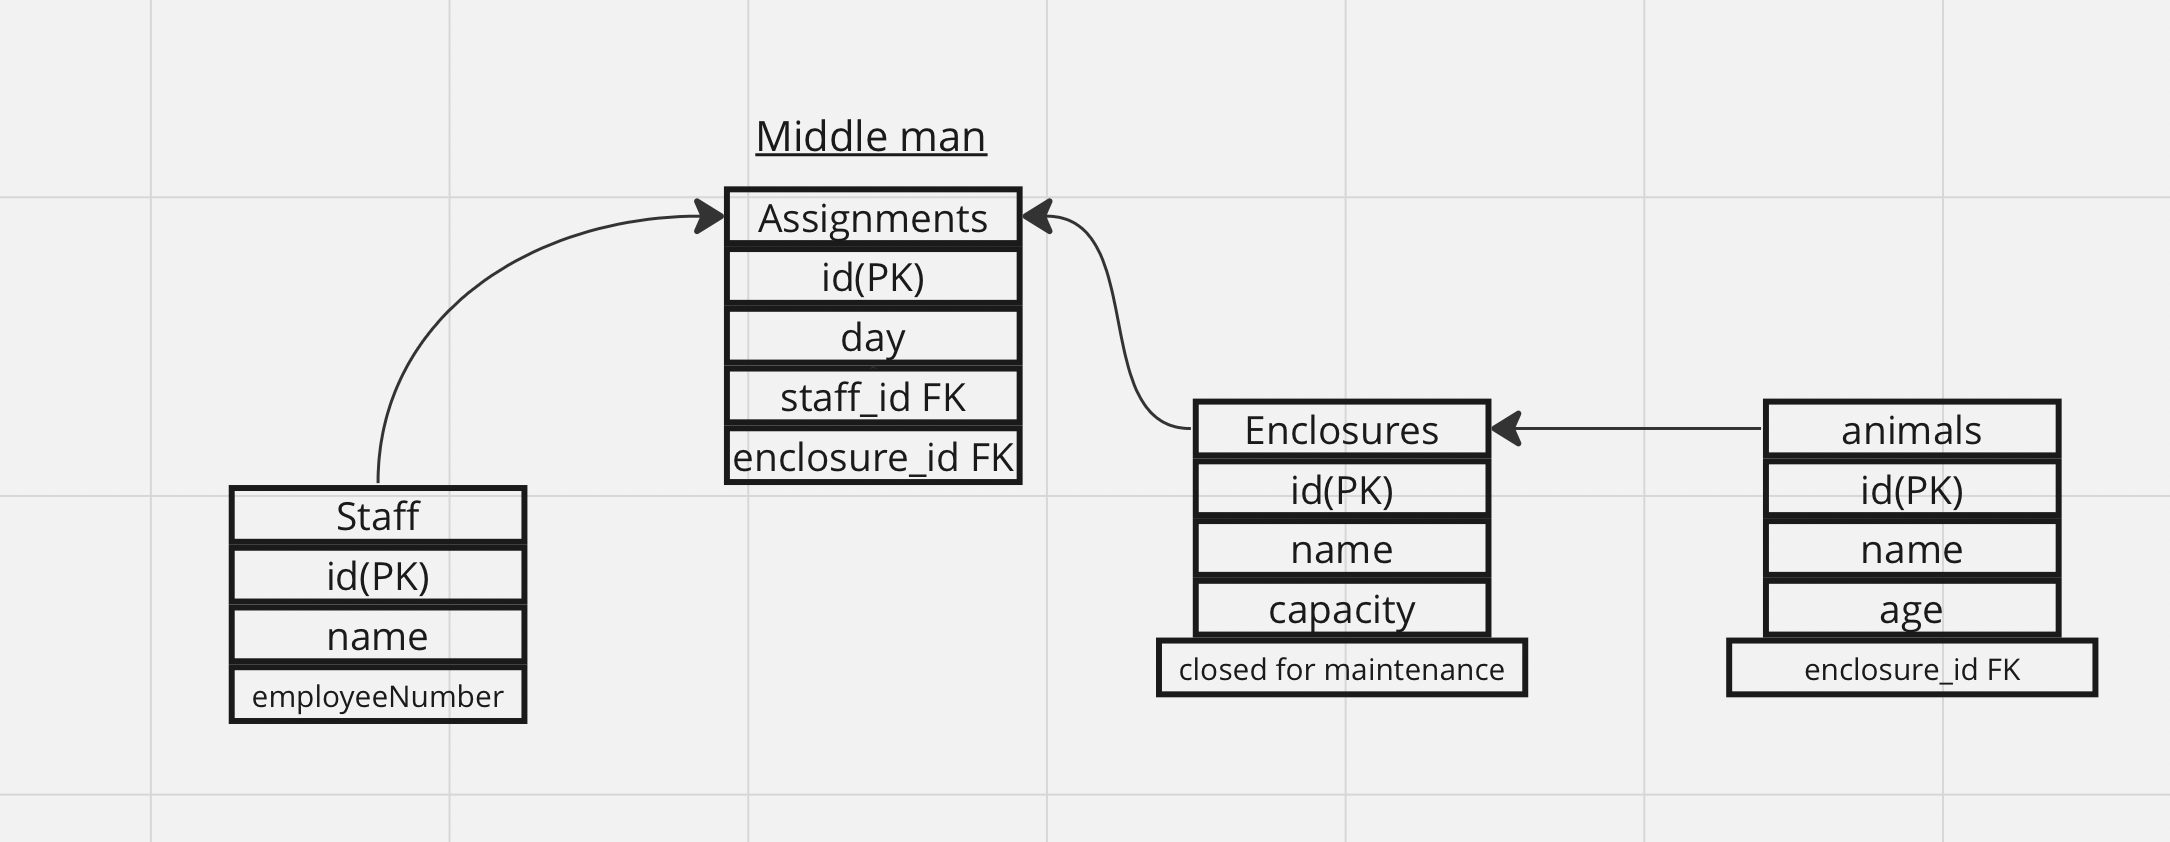 Middle man
Assignments
id(PK)
day
staff_id FK
enclosure_id FK
Staff
id(PK)
name
employeeNumber
Enclosures
id(PK)
name
capacity
closed for maintenance
animals
id(PK)
name
age
enclosure_id FK